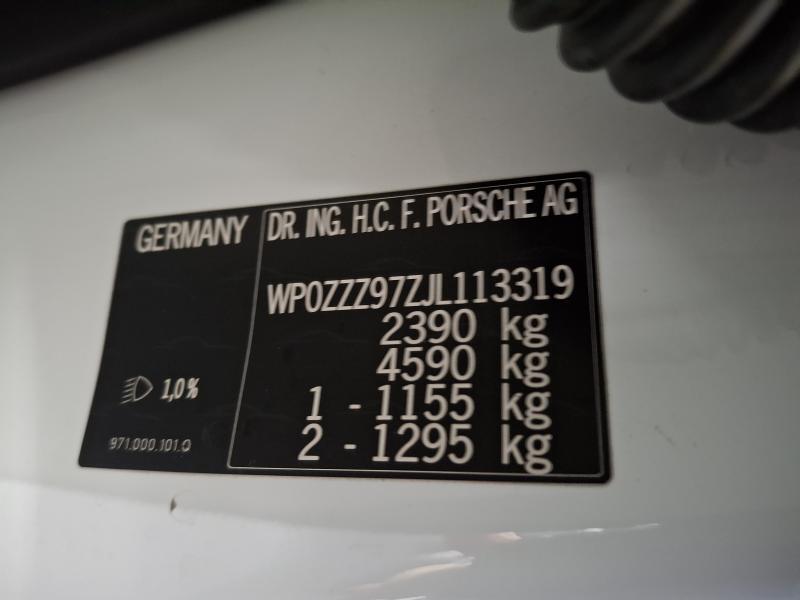 GERMANY
DR. ING. H.C. F. PORSCHE AG
WP0ZZZ97ZJL113319
2390 kg
4590 kg
1 - 1155 kg
2 - 1295 kg
1,0%
971.000.101.Q